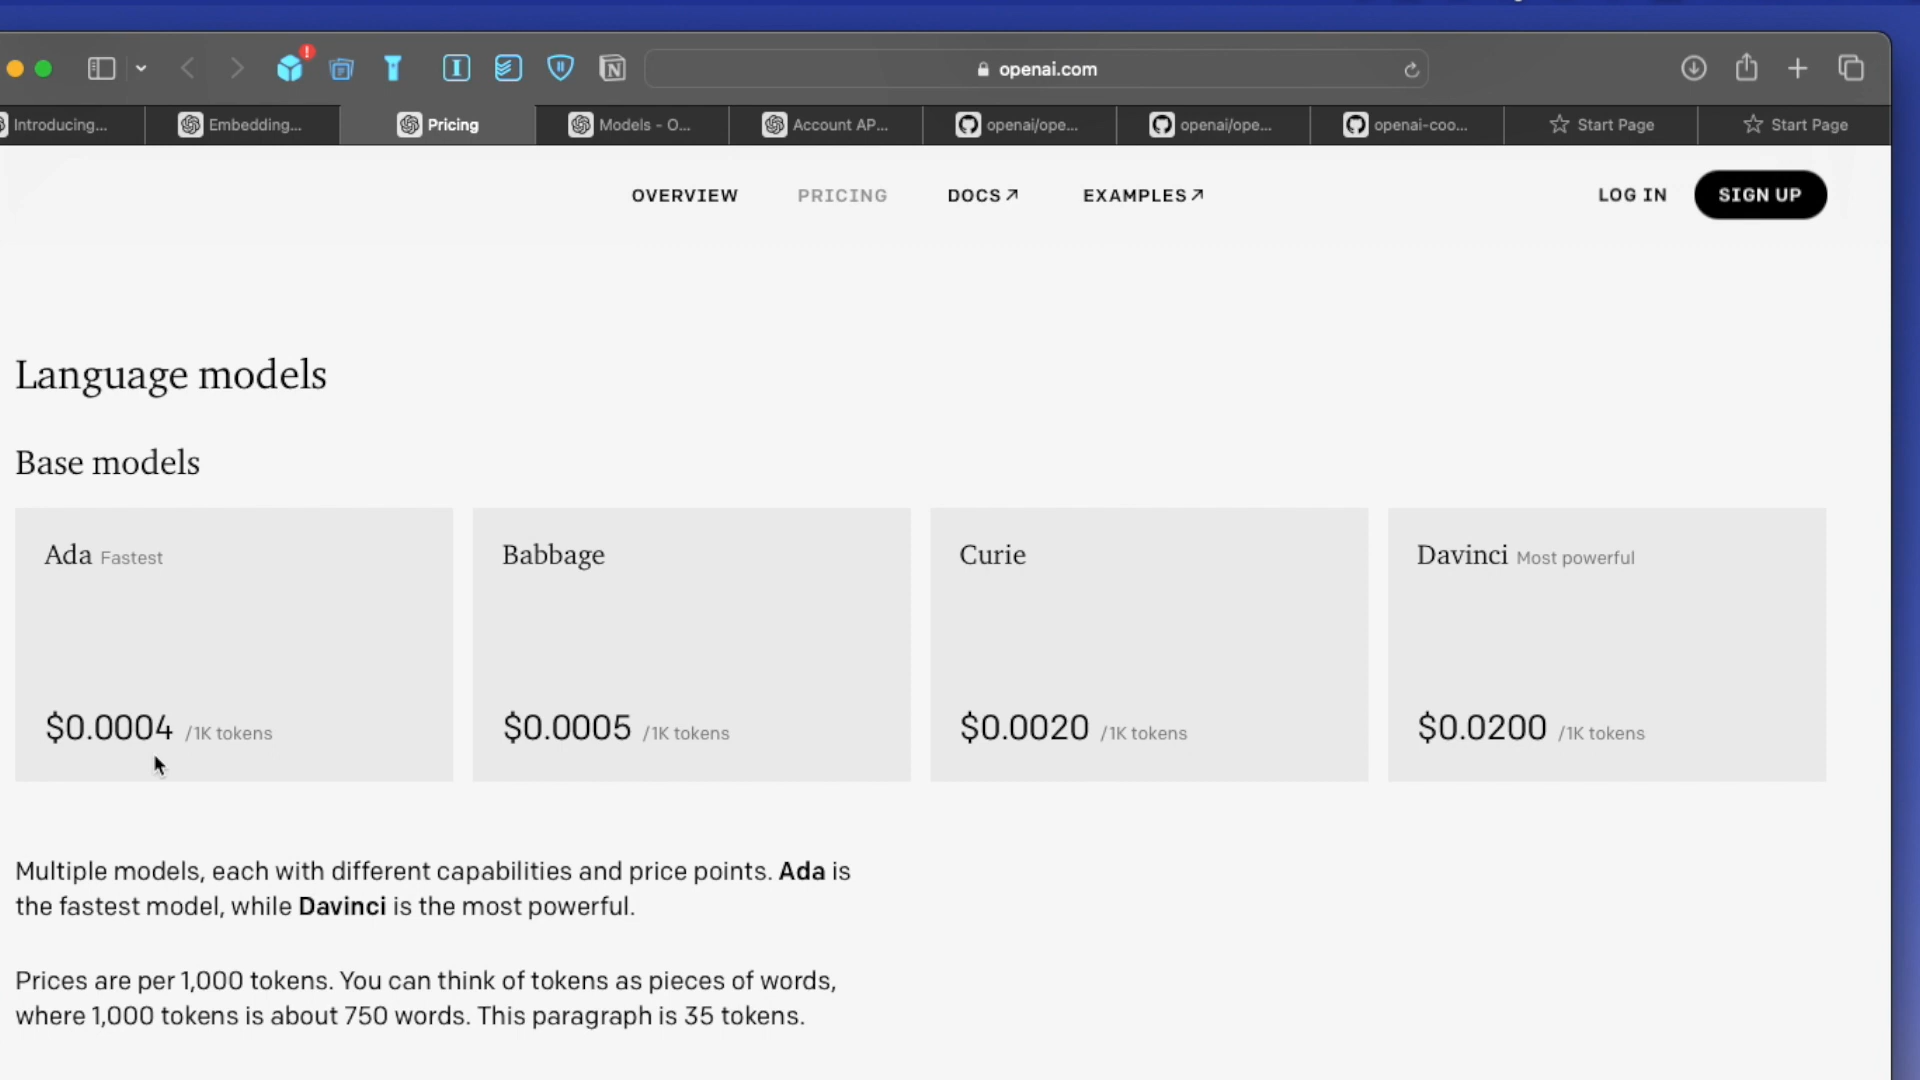 openai.com
Introducing...
Embedding...
Pricing
Models - O...
Account AP...
openai/ope...
openai/ope...
openai-coo...
Start Page
Start Page
OVERVIEW
PRICING
DOCS↗
EXAMPLES↗
LOG IN
SIGN UP
Language models
Base models
Ada Fastest
$0.0004 /1K tokens
Babbage
$0.0005 /1K tokens
Curie
$0.0020 /1K tokens
Davinci Most powerful
$0.0200 /1K tokens
Multiple models, each with different capabilities and price points. Ada is
the fastest model, while Davinci is the most powerful.
Prices are per 1,000 tokens. You can think of tokens as pieces of words,
where 1,000 tokens is about 750 words. This paragraph is 35 tokens.